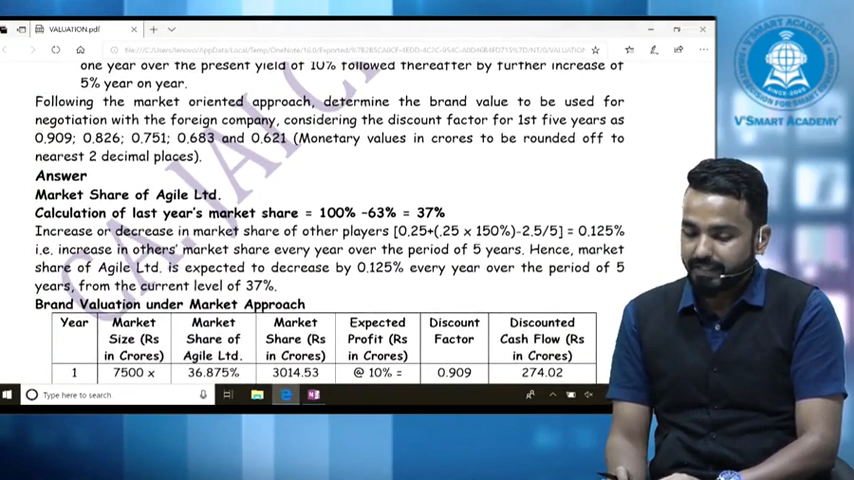 VALUATION.pdf
one year over the present yield of 10% followed thereafter by further increase of
5% year on year.
Following the market oriented approach, determine the brand value to be used for
negotiation with the foreign company, considering the discount factor for 1st five years as
0.909; 0.826; 0.751; 0.683 and 0.621 (Monetary values in crores to be rounded off to
nearest 2 decimal places).
Answer
Market Share of Agile Ltd.
Calculation of last year's market share = 100% -63% = 37%
Increase or decrease in market share of other players [0.25+(.25 x 150%)-2.5/5] = 0.125%
i.e. increase in others' market share every year over the period of 5 years. Hence, market
share of Agile Ltd. is expected to decrease by 0.125% every year over the period of 5
years, from the current level of 37%.
Brand Valuation under Market Approach
Year Market Size (Rs in Crores) Market Share of Agile Ltd. Market Share (Rs in Crores) Expected Profit (Rs in Crores) Discount Factor Discounted Cash Flow (Rs in Crores)
1 7500 x 36.875% 3014.53 @ 10% = 0.909 274.02
Type here to search
V'SMART ACADEMY
V'SMART ACADEMY